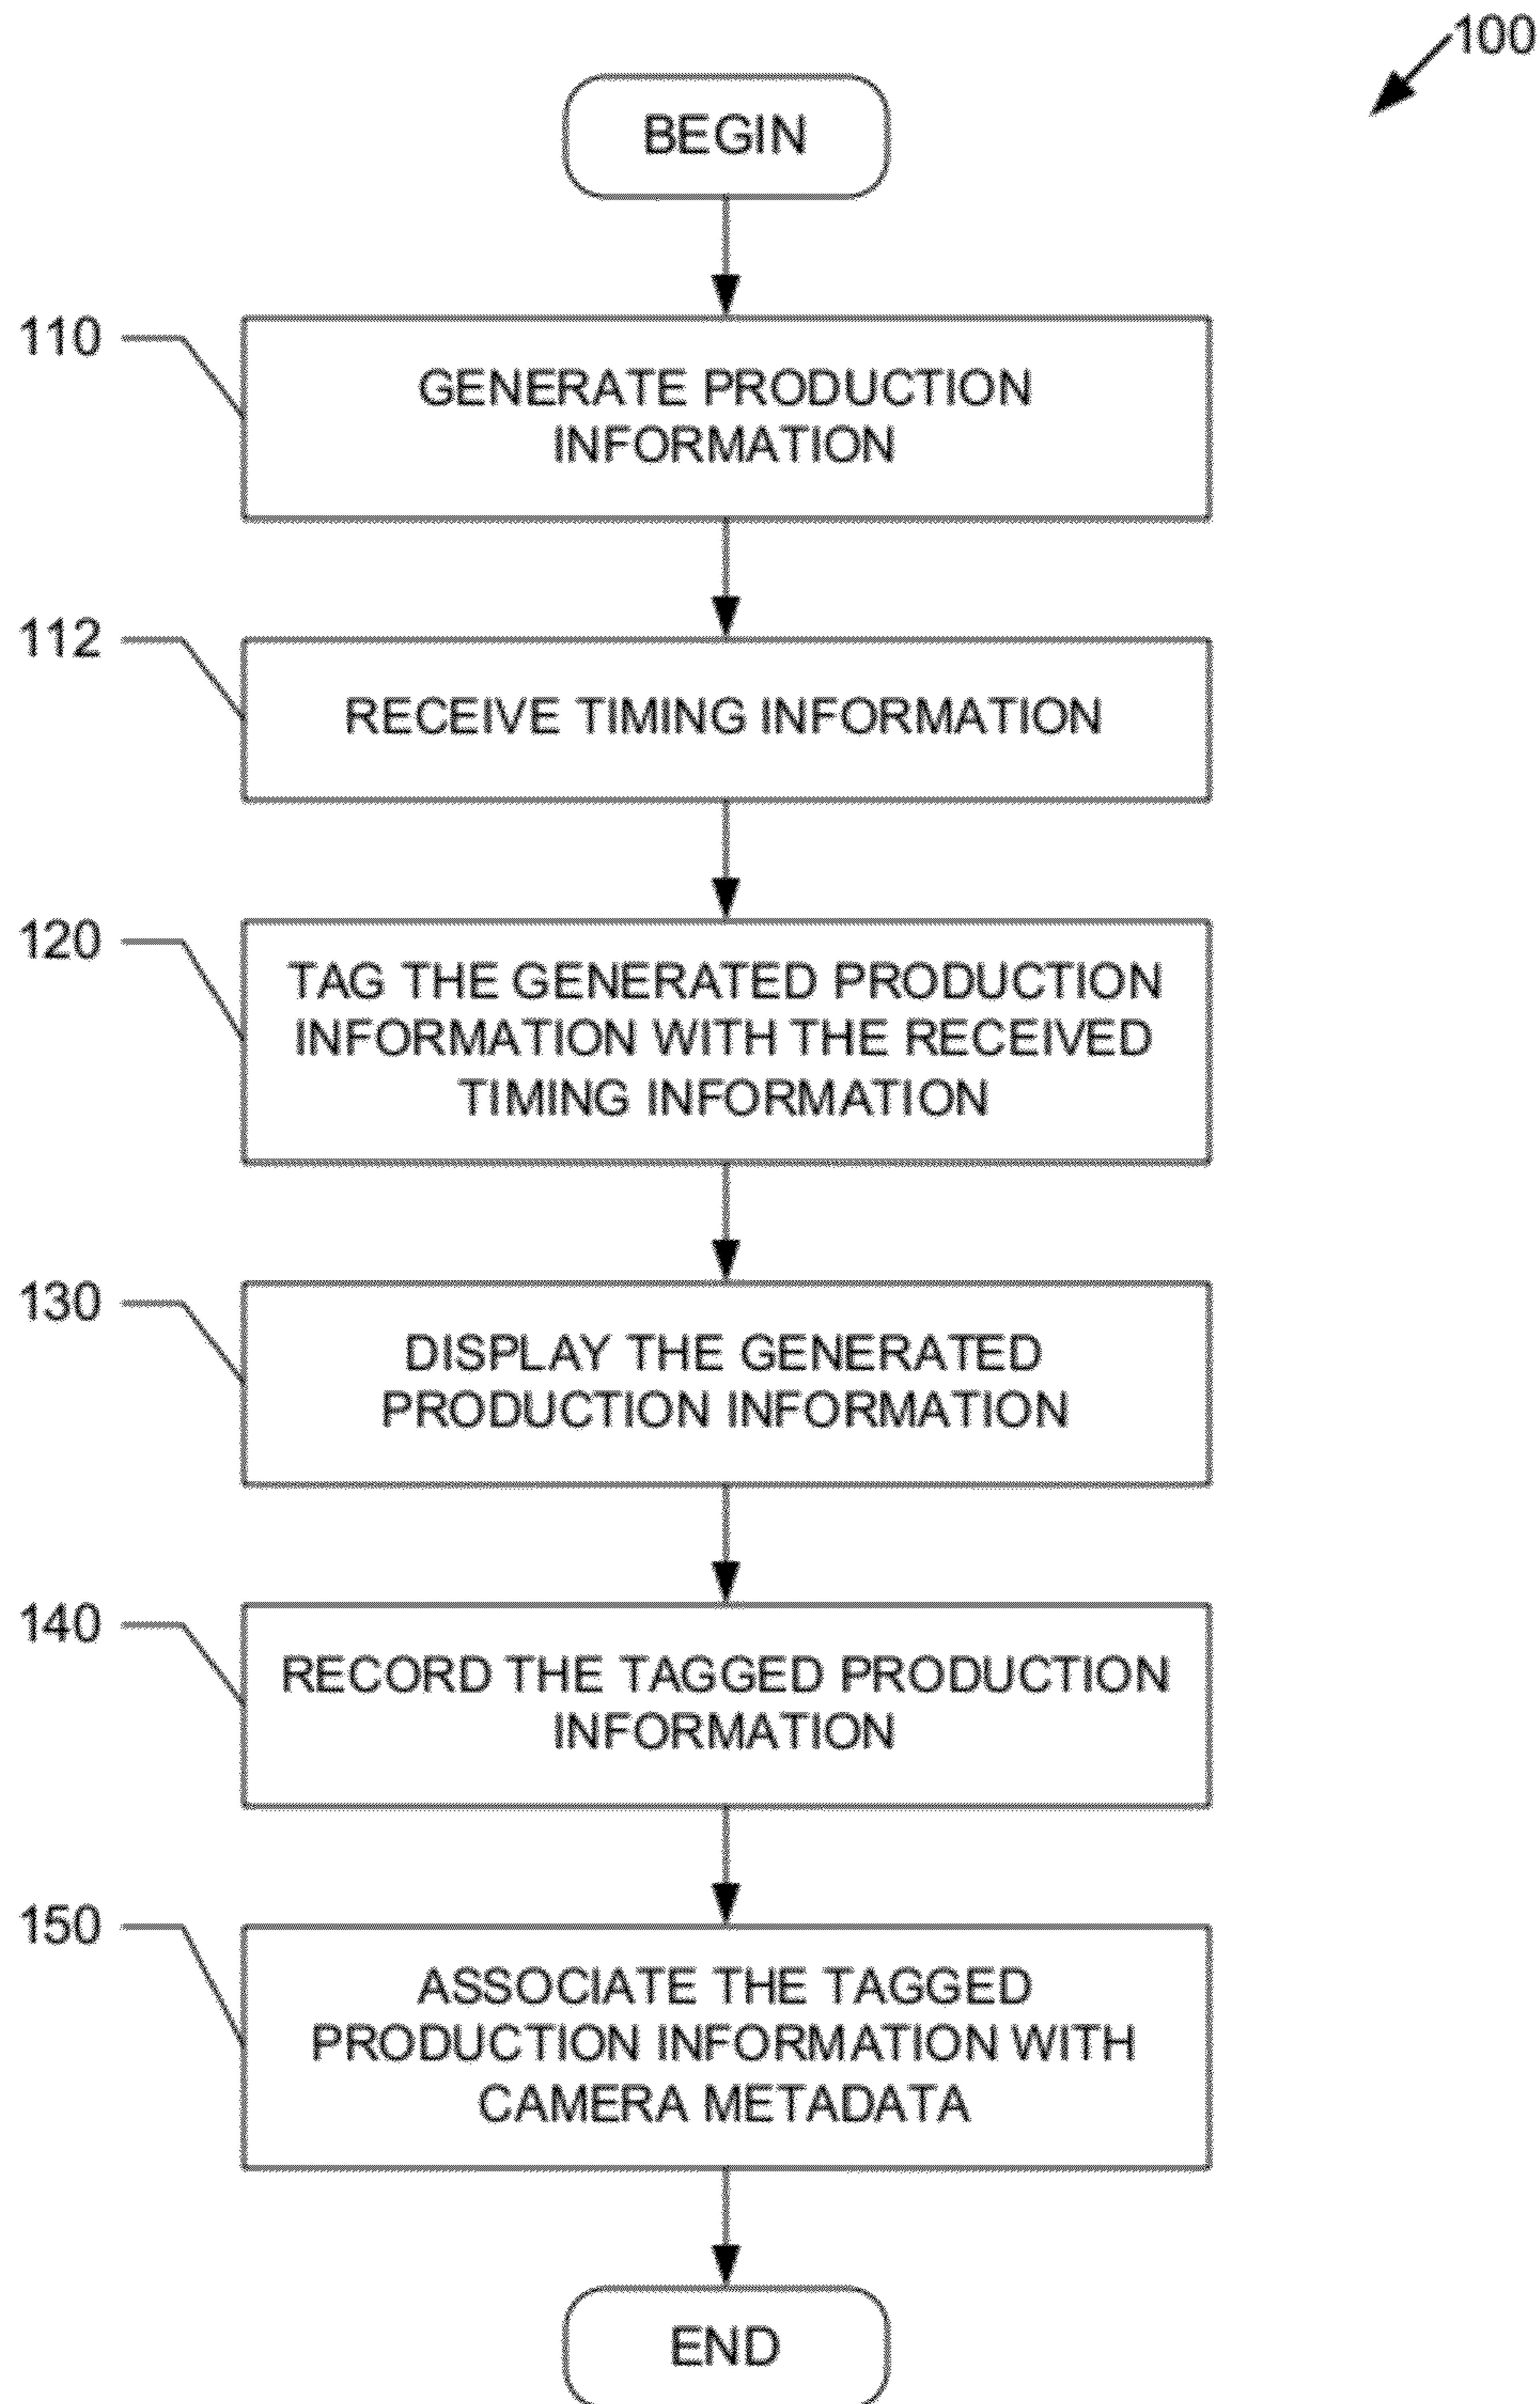 100
BEGIN
110
GENERATE PRODUCTION
INFORMATION
112
RECEIVE TIMING INFORMATION
120
TAG THE GENERATED PRODUCTION
INFORMATION WITH THE RECEIVED
TIMING INFORMATION
130
DISPLAY THE GENERATED
PRODUCTION INFORMATION
140
RECORD THE TAGGED PRODUCTION
INFORMATION
150
ASSOCIATE THE TAGGED
PRODUCTION INFORMATION WITH
CAMERA METADATA
END